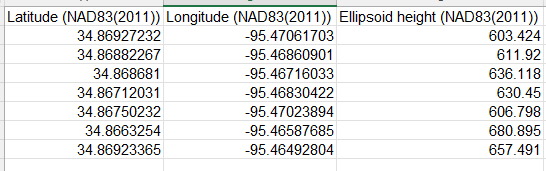 Latitude (NAD83(2011)) Longitude (NAD83(2011)) Ellipsoid height (NAD83(2011))
34.86927232 -95.47061703 603.424
34.86882267 -95.46860901 611.92
34.868681 -95.46716033 636.118
34.86712031 -95.46830422 630.45
34.86750232 -95.47023894 606.798
34.8663254 -95.46587685 680.895
34.86923365 -95.46492804 657.491